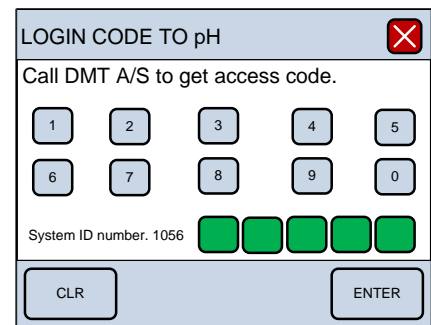 LOGIN CODE TO pH
Call DMT A/S to get access code.
1 2 3 4 5
6 7 8 9 0
System ID number. 1056
CLR ENTER